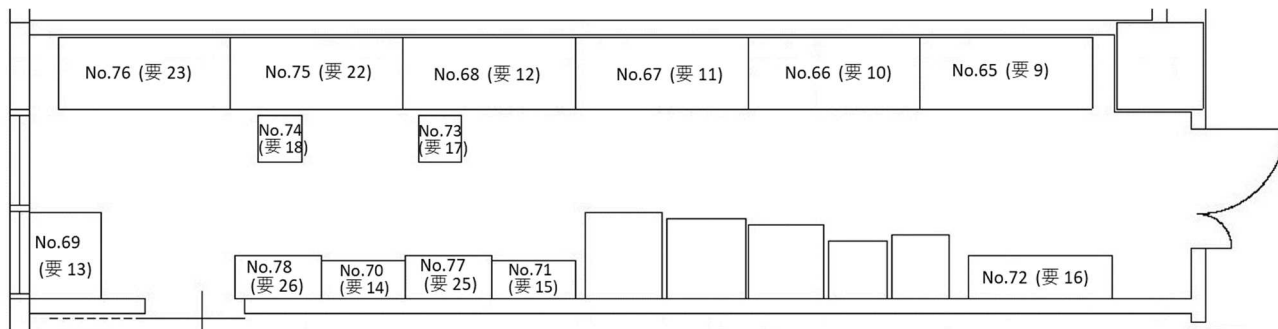 No.76 (要 23)
No.75 (要 22)
No.68 (要 12)
No.67 (要 11)
No.66 (要 10)
No.65 (要 9)
No.74
(要 18)
No.73
(要 17)
No.69
(要 13)
No.78
(要 26)
No.70
(要 14)
No.77
(要 25)
No.71
(要 15)
No.72 (要 16)